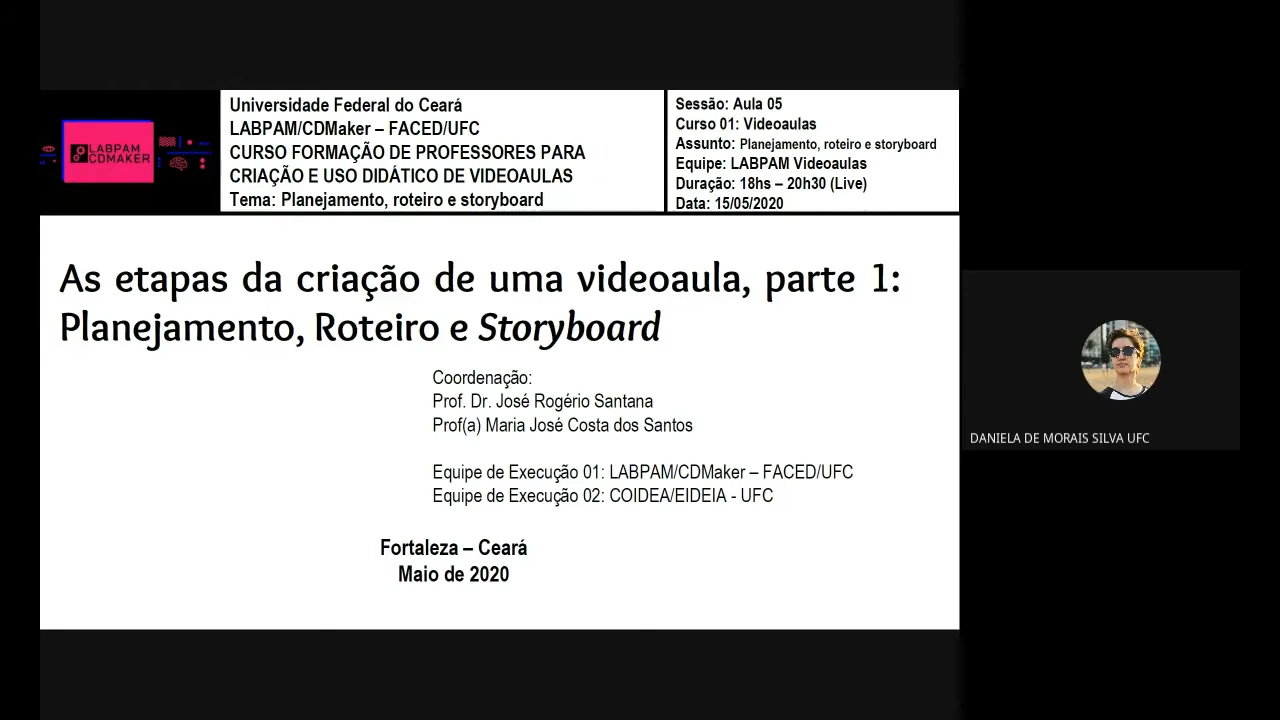 LABPAM
CDMAKER
Universidade Federal do Ceará
LABPAM/CDMaker – FACED/UFC
CURSO FORMAÇÃO DE PROFESSORES PARA
CRIAÇÃO E USO DIDÁTICO DE VIDEOAULAS
Tema: Planejamento, roteiro e storyboard
Sessão: Aula 05
Curso 01: Videoaulas
Assunto: Planejamento, roteiro e storyboard
Equipe: LABPAM Videoaulas
Duração: 18hs – 20h30 (Live)
Data: 15/05/2020
As etapas da criação de uma videoaula, parte 1:
Planejamento, Roteiro e Storyboard
Coordenação:
Prof. Dr. José Rogério Santana
Prof(a) Maria José Costa dos Santos
Equipe de Execução 01: LABPAM/CDMaker – FACED/UFC
Equipe de Execução 02: COIDEA/EIDEIA - UFC
Fortaleza – Ceará
Maio de 2020
DANIELA DE MORAIS SILVA UFC